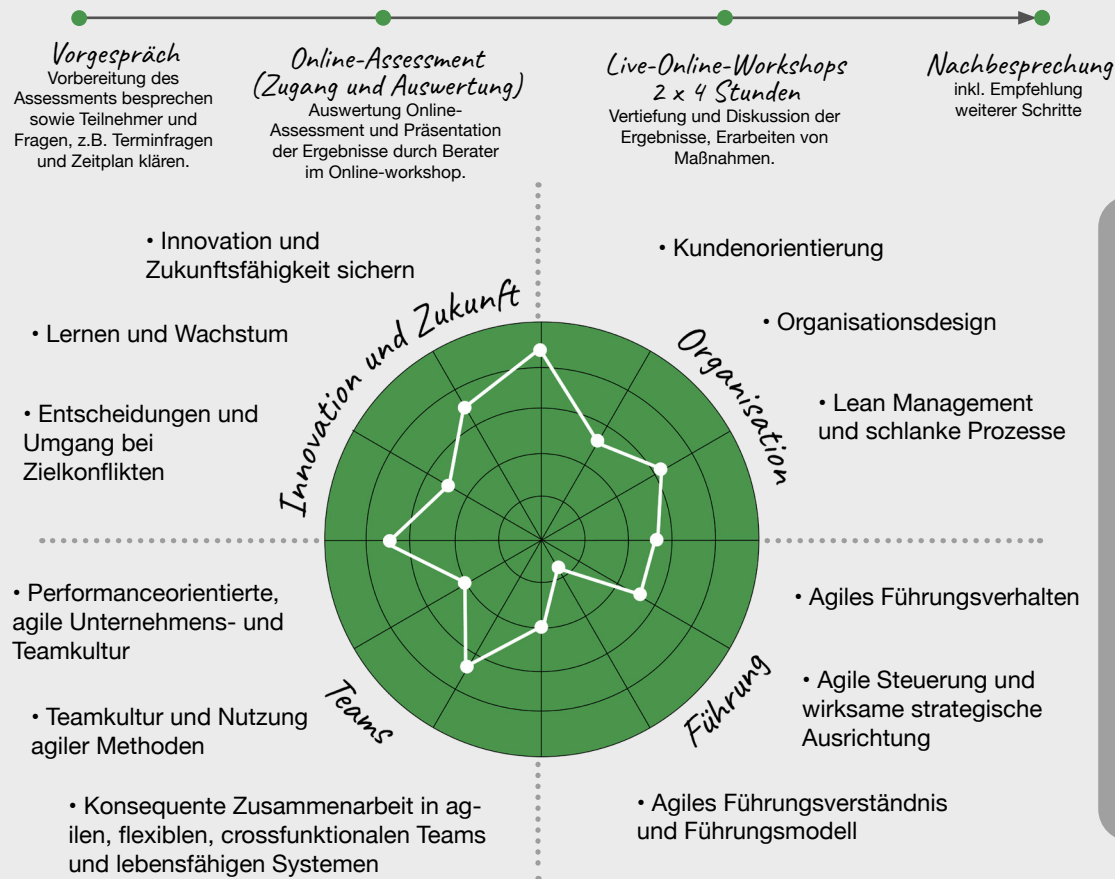 Vorgespräch
Vorbereitung des
Assessments besprechen
sowie Teilnehmer und
Fragen, z.B. Terminfragen
und Zeitplan klären.
Online-Assessment
(Zugang und Auswertung)
Auswertung Online-
Assessment und Präsentation
der Ergebnisse durch Berater
im Online-workshop.
Live-Online-Workshops
2 x 4 Stunden
Vertiefung und Diskussion der
Ergebnisse, Erarbeiten von
Maßnahmen.
Nachbesprechung
inkl. Empfehlung
weiterer Schritte
• Innovation und
Zukunftsfähigkeit sichern
• Lernen und Wachstum
• Entscheidungen und
Umgang bei
Zielkonflikten
Innovation und Zukunft
• Kundenorientierung
• Organisationsdesign
• Lean Management
und schlanke Prozesse
Organisation
• Performanceorientierte,
agile Unternehmens- und
Teamkultur
• Teamkultur und Nutzung
agiler Methoden
• Konsequente Zusammenarbeit in ag-
ilen, flexiblen, crossfunktionalen Teams
und lebensfähigen Systemen
Teams
• Agiles Führungsverhalten
• Agile Steuerung und
wirksame strategische
Ausrichtung
• Agiles Führungsverständnis
und Führungsmodell
Führung